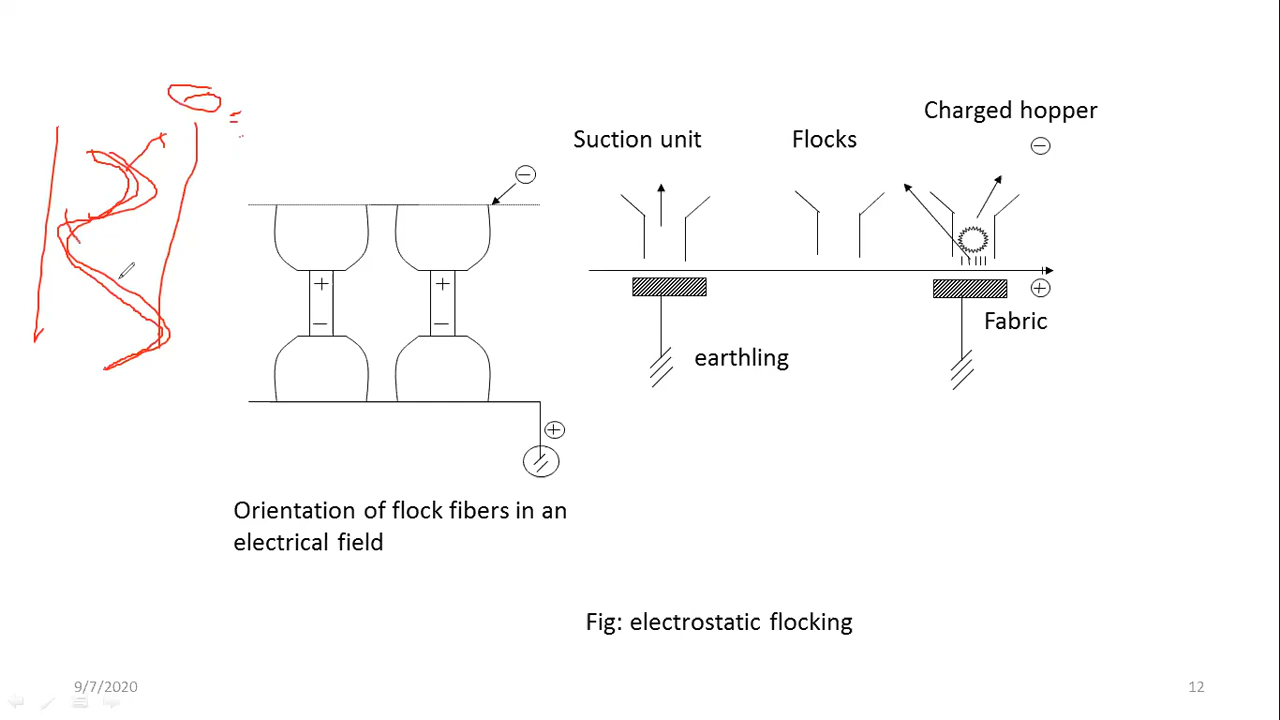 Charged hopper
Suction unit
Flocks
−
−
+
+
−
−
+
Fabric
earthling
+
Orientation of flock fibers in an
electrical field
Fig: electrostatic flocking
9/7/2020
12